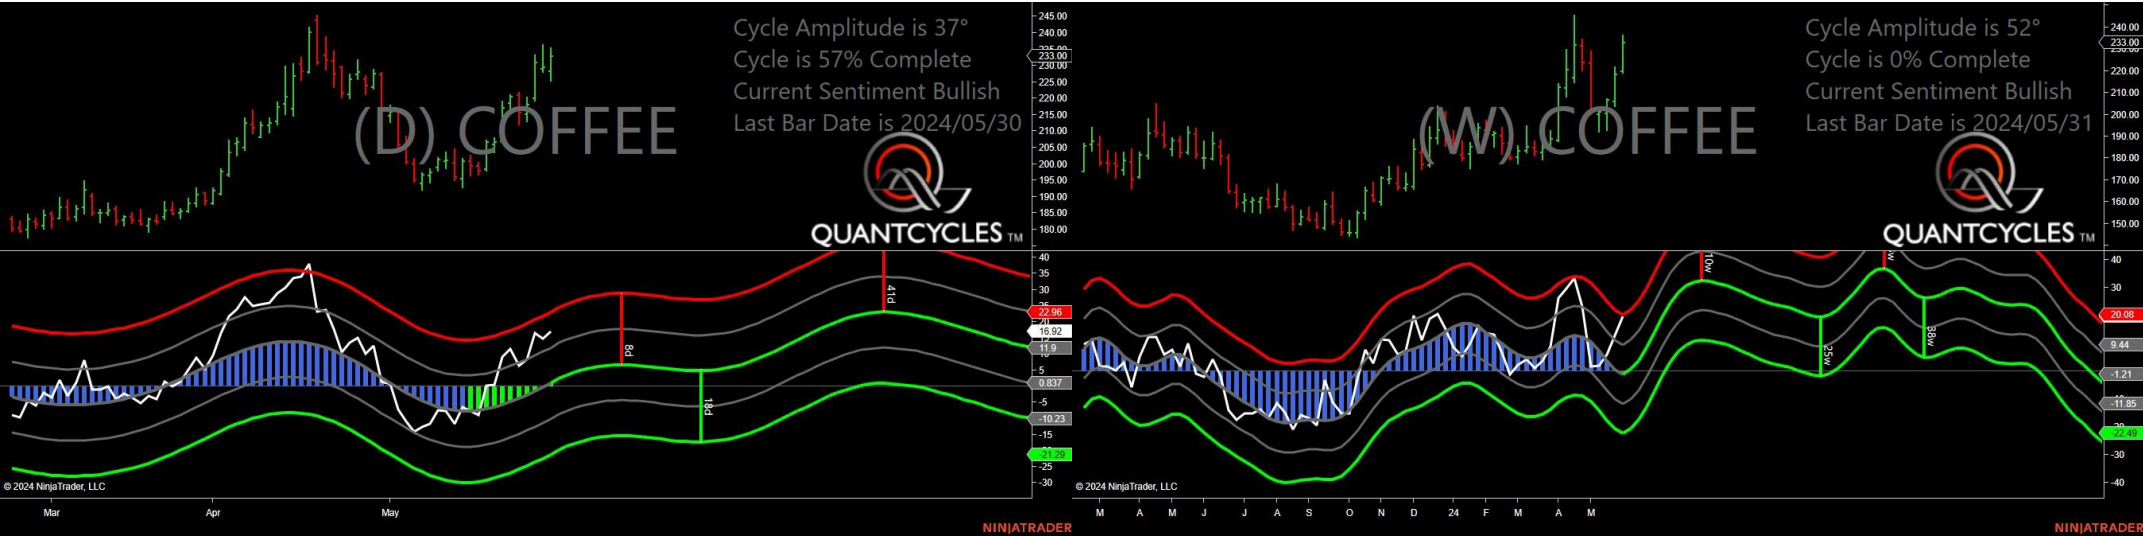 Cycle Amplitude is 37°
Cycle is 57% Complete
Current Sentiment Bullish
Last Bar Date is 2024/05/30
(D) COFFEE
QUANTCYCLES TM
245.00
240.00
233.00
230.00
225.00
220.00
215.00
210.00
205.00
200.00
195.00
190.00
185.00
180.00
40
35
30
22.96
16.92
11.9
5
0.837
-5
-10.23
-15
-21.29
-25
-30
8d
18d
41d
© 2024 NinjaTrader, LLC
Mar Apr May
NINJATRADER
Cycle Amplitude is 52°
Cycle is 0% Complete
Current Sentiment Bullish
Last Bar Date is 2024/05/31
(W) COFFEE
QUANTCYCLES TM
240.00
233.00
220.00
210.00
200.00
190.00
180.00
170.00
160.00
150.00
40
30
20.08
9.44
-1.21
-11.85
-22.49
-30
-40
10w
25w
38w
© 2024 NinjaTrader, LLC
M A M J J A S O N D 24 F M A M
NINJATRADER